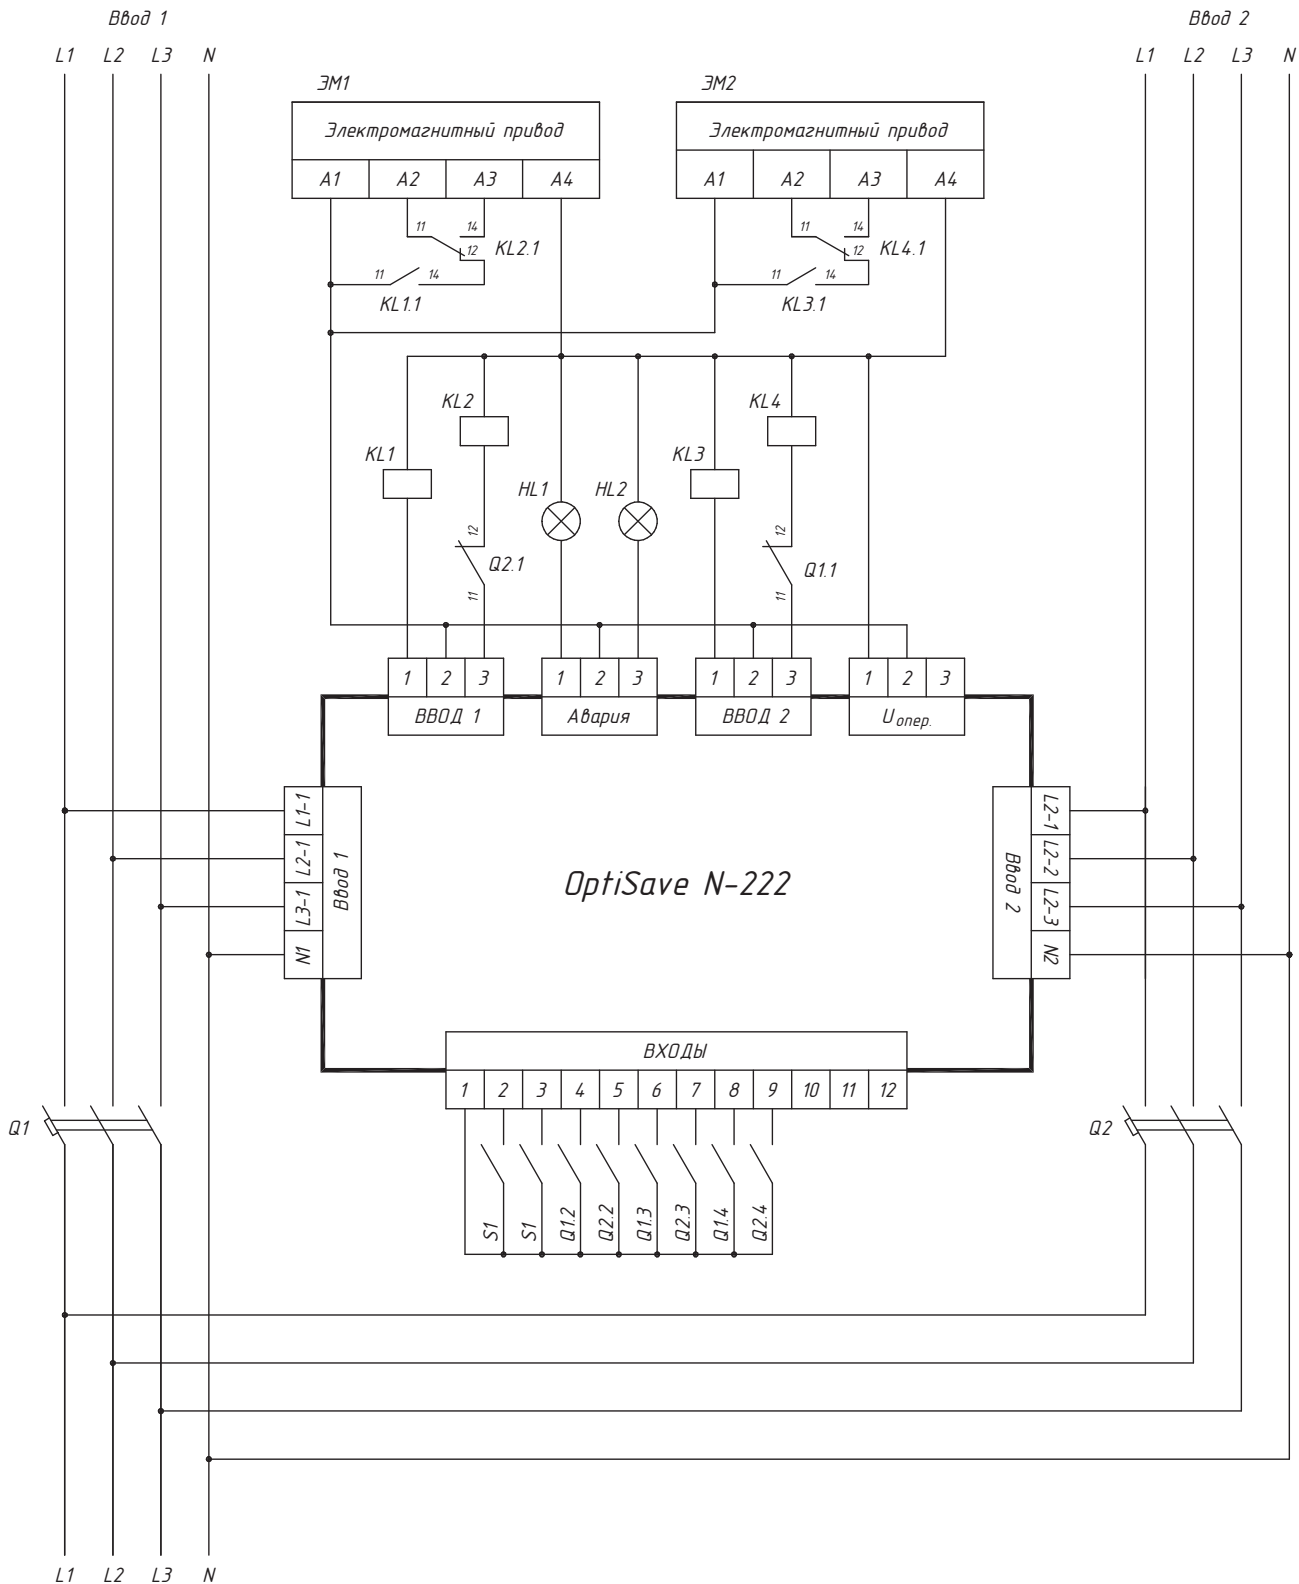 Ввод 1
Ввод 2
L1 L2 L3 N
L1 L2 L3 N
ЭМ1
ЭМ2
Электромагнитный привод
Электромагнитный привод
A1 A2 A3 A4
A1 A2 A3 A4
11 14
12
KL2.1
11 14
KL1.1
11 14
12
KL4.1
11 14
KL3.1
KL2
KL4
KL1
KL3
HL1
HL2
12
Q2.1
11
12
Q1.1
11
1 2 3
1 2 3
1 2 3
1 2 3
ВВОД 1
Авария
ВВОД 2
Uопер.
L1-1
L2-1
L3-1
N1
Ввод 1
OptiSave N-222
Ввод 2
L2-1
L2-2
L2-3
N2
ВХОДЫ
1 2 3 4 5 6 7 8 9 10 11 12
Q1
Q2
S1 S1 Q1.2 Q2.2 Q1.3 Q2.3 Q1.4 Q2.4
L1 L2 L3 N